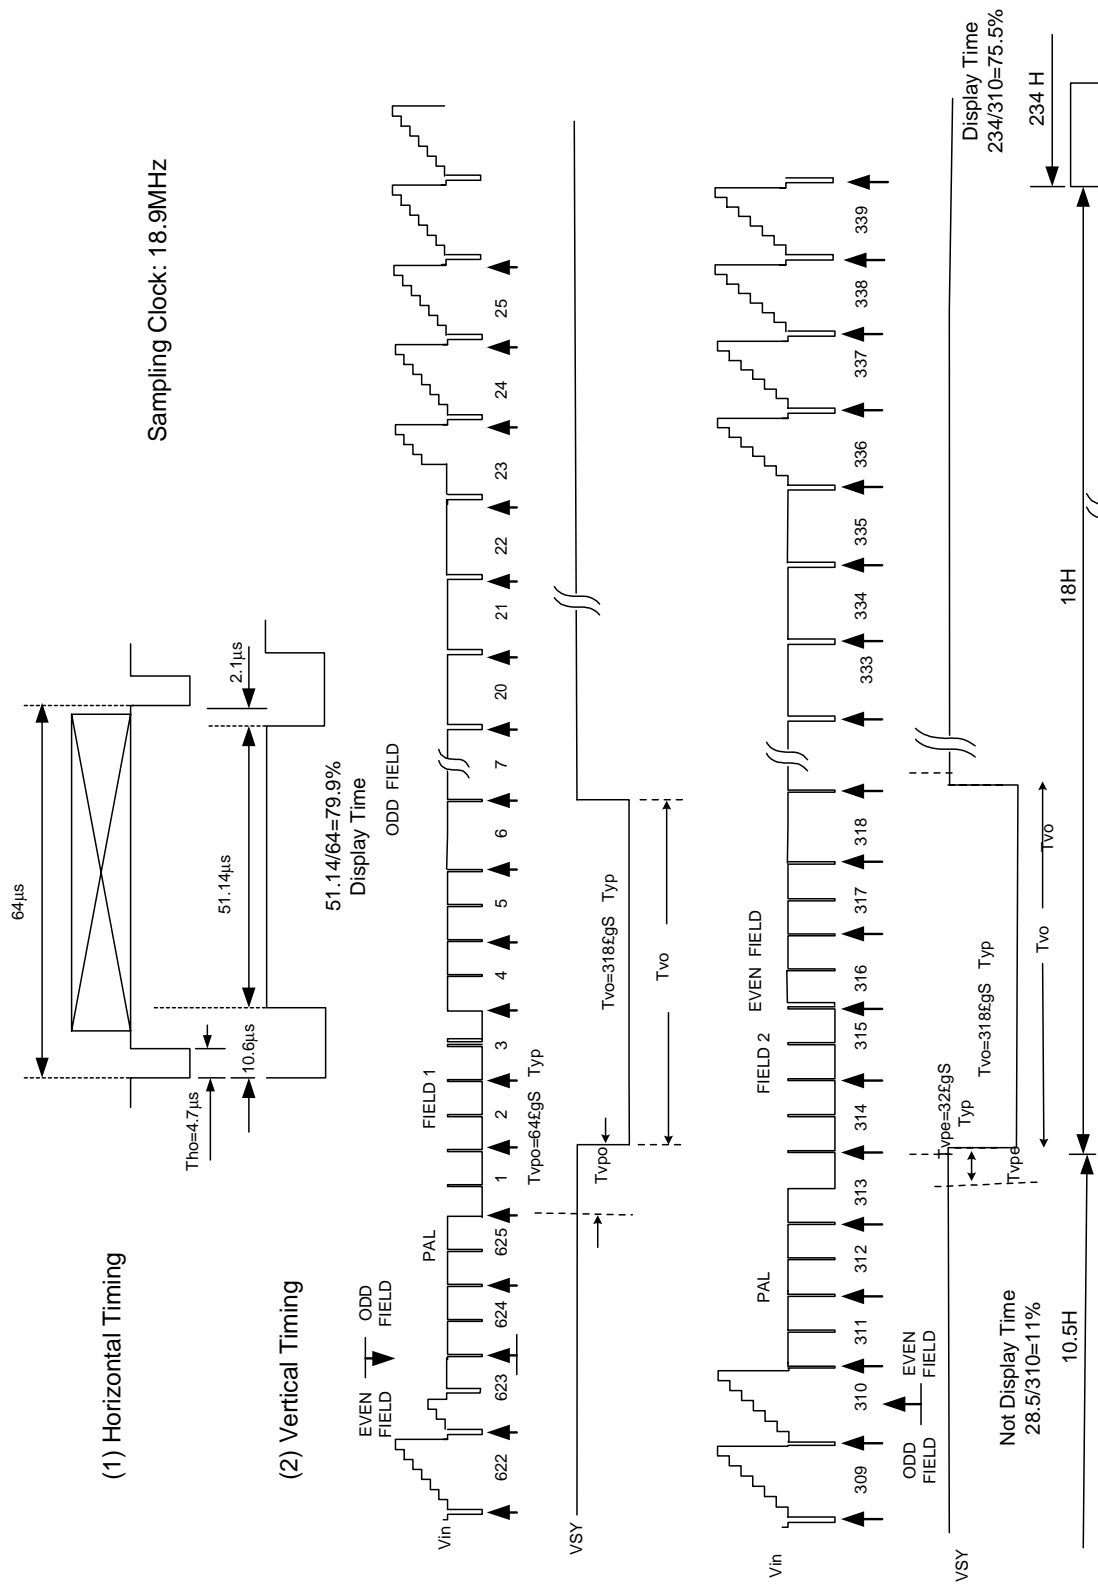 Sampling Clock: 18.9MHz
(1) Horizontal Timing
64µs
Tho=4.7µs
10.6µs
51.14µs
2.1µs
51.14/64=79.9%
Display Time
(2) Vertical Timing
EVEN
FIELD
ODD
FIELD
PAL
FIELD 1
ODD FIELD
Vin
622
623
624
625
1
2
3
4
5
6
7
20
21
22
23
24
25
Tvpo=64£gS Typ
Tvpo
VSY
Tvo=318£gS Typ
Tvo
PAL
FIELD 2
EVEN FIELD
Vin
309
310
311
312
313
314
315
316
317
318
333
334
335
336
337
338
339
ODD
FIELD
EVEN
FIELD
VSY
Tvpe=32£gS
Typ
Tvpe
Tvo=318£gS Typ
Tvo
Tvo
Display Time
234/310=75.5%
Not Display Time
28.5/310=11%
10.5H
18H
234 H